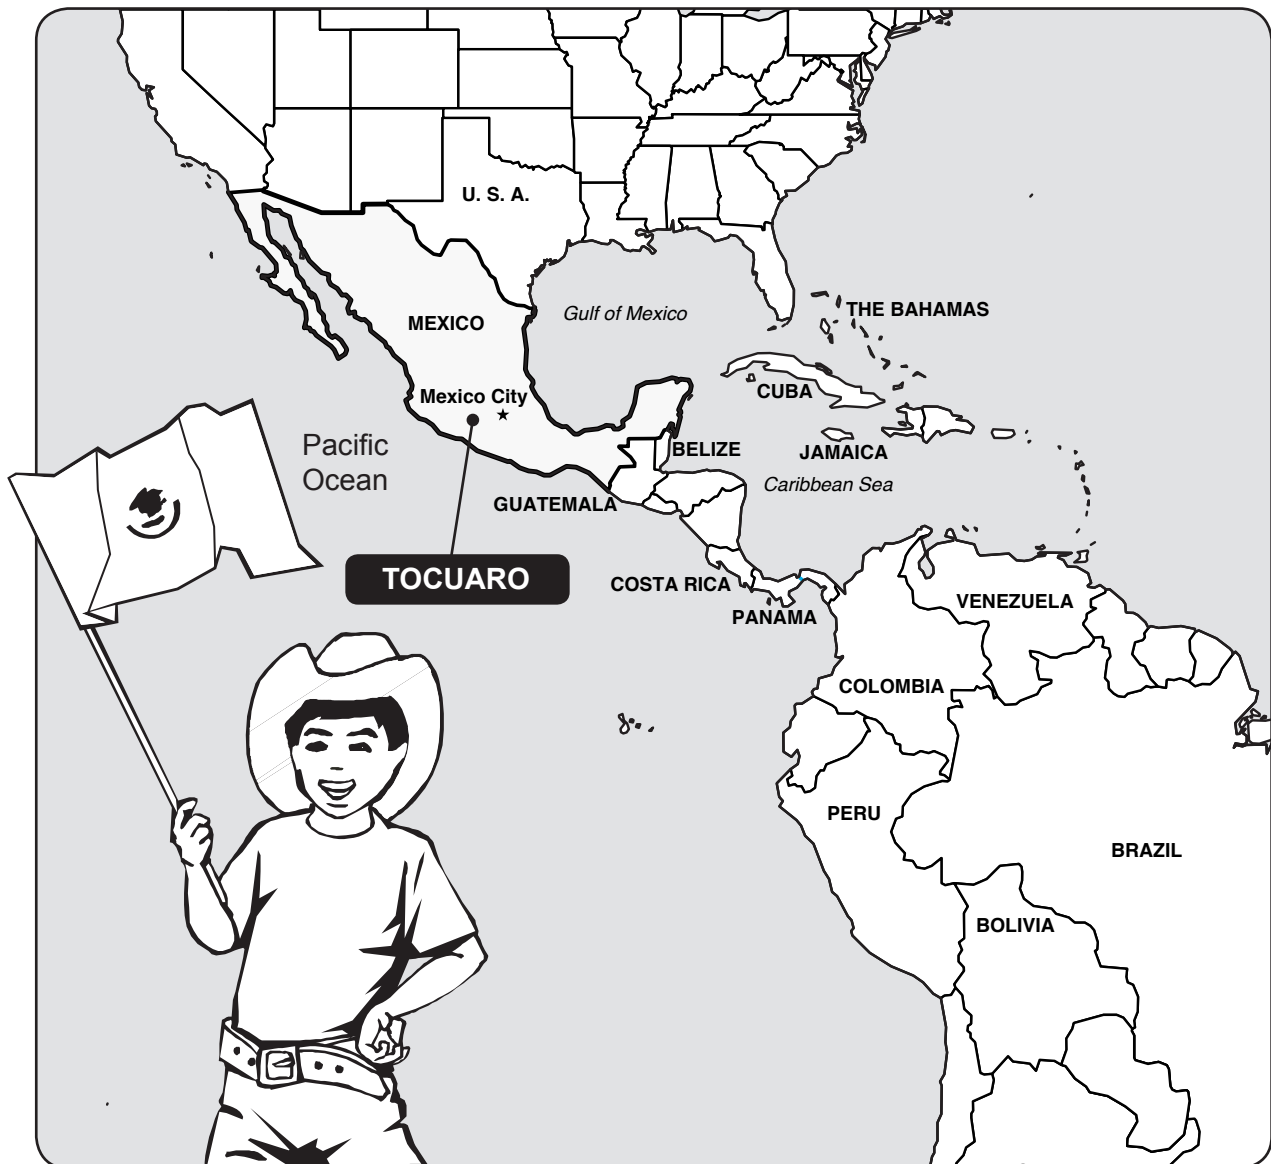 U. S. A.
Gulf of Mexico
THE BAHAMAS
MEXICO
CUBA
Mexico City
Pacific
Ocean
BELIZE
JAMAICA
Caribbean Sea
GUATEMALA
TOCUARO
COSTA RICA
PANAMA
VENEZUELA
COLOMBIA
PERU
BRAZIL
BOLIVIA